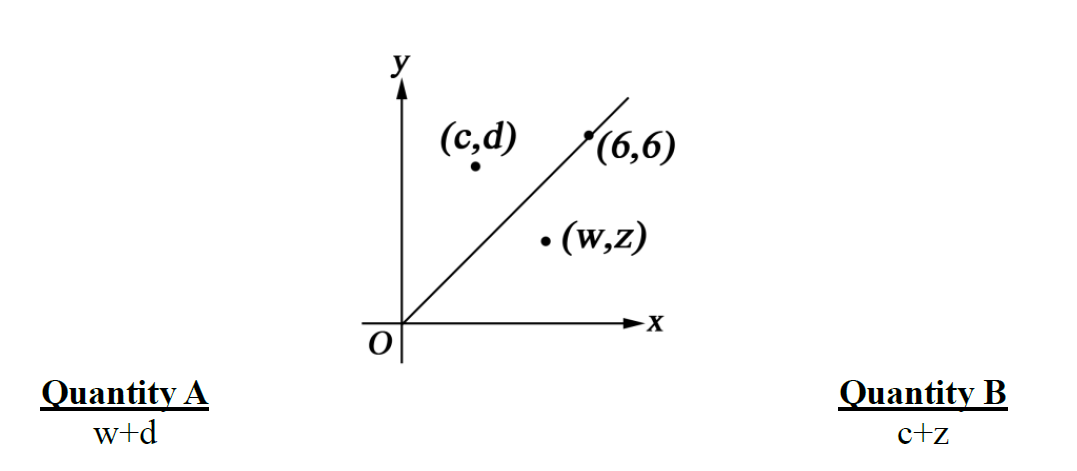 y
(c,d)
(6,6)
(w,z)
x
O
Quantity A
Quantity B
w+d
c+z